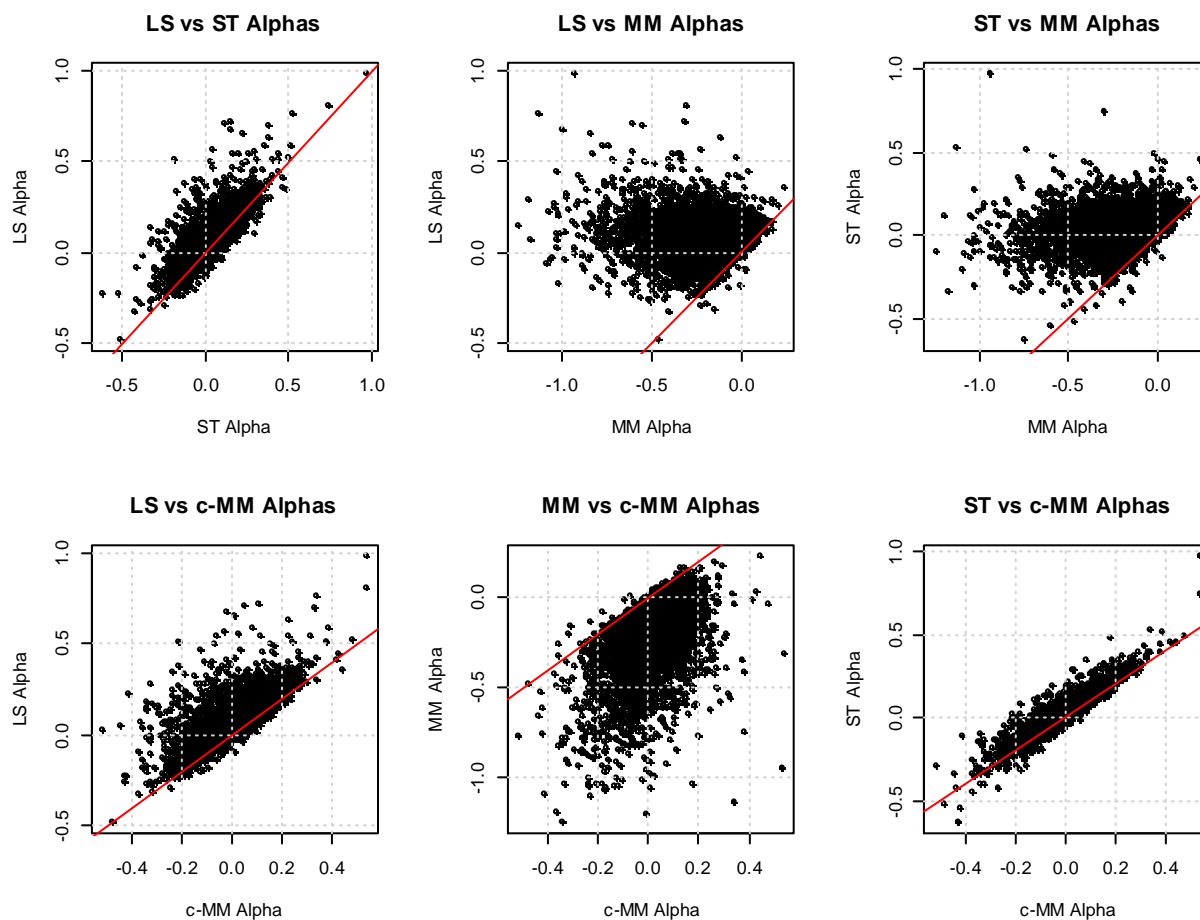 LS vs ST Alphas
LS Alpha
1.0
0.5
0.0
-0.5
-0.5 0.0 0.5 1.0
ST Alpha
LS vs MM Alphas
LS Alpha
1.0
0.5
0.0
-0.5
-1.0 -0.5 0.0
MM Alpha
ST vs MM Alphas
ST Alpha
1.0
0.5
0.0
-0.5
-1.0 -0.5 0.0
MM Alpha
LS vs c-MM Alphas
LS Alpha
1.0
0.5
0.0
-0.5
-0.4 -0.2 0.0 0.2 0.4
c-MM Alpha
MM vs c-MM Alphas
MM Alpha
0.0
-0.5
-1.0
-0.4 -0.2 0.0 0.2 0.4
c-MM Alpha
ST vs c-MM Alphas
ST Alpha
1.0
0.5
0.0
-0.5
-0.4 -0.2 0.0 0.2 0.4
c-MM Alpha